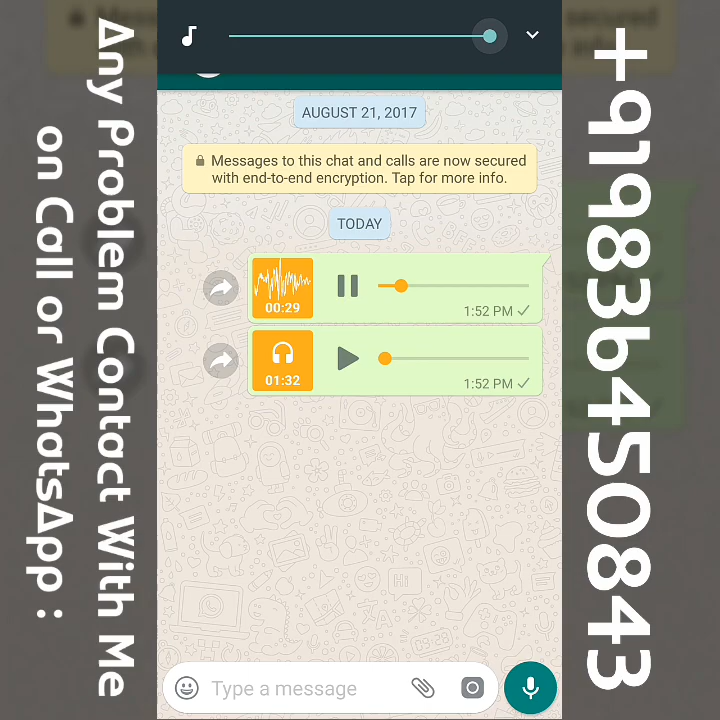 Any Problem Contact With Me
on Call or WhatsApp :
AUGUST 21, 2017
Messages to this chat and calls are now secured
with end-to-end encryption. Tap for more info.
TODAY
00:29
1:52 PM
01:32
1:52 PM
Type a message
+919836450843